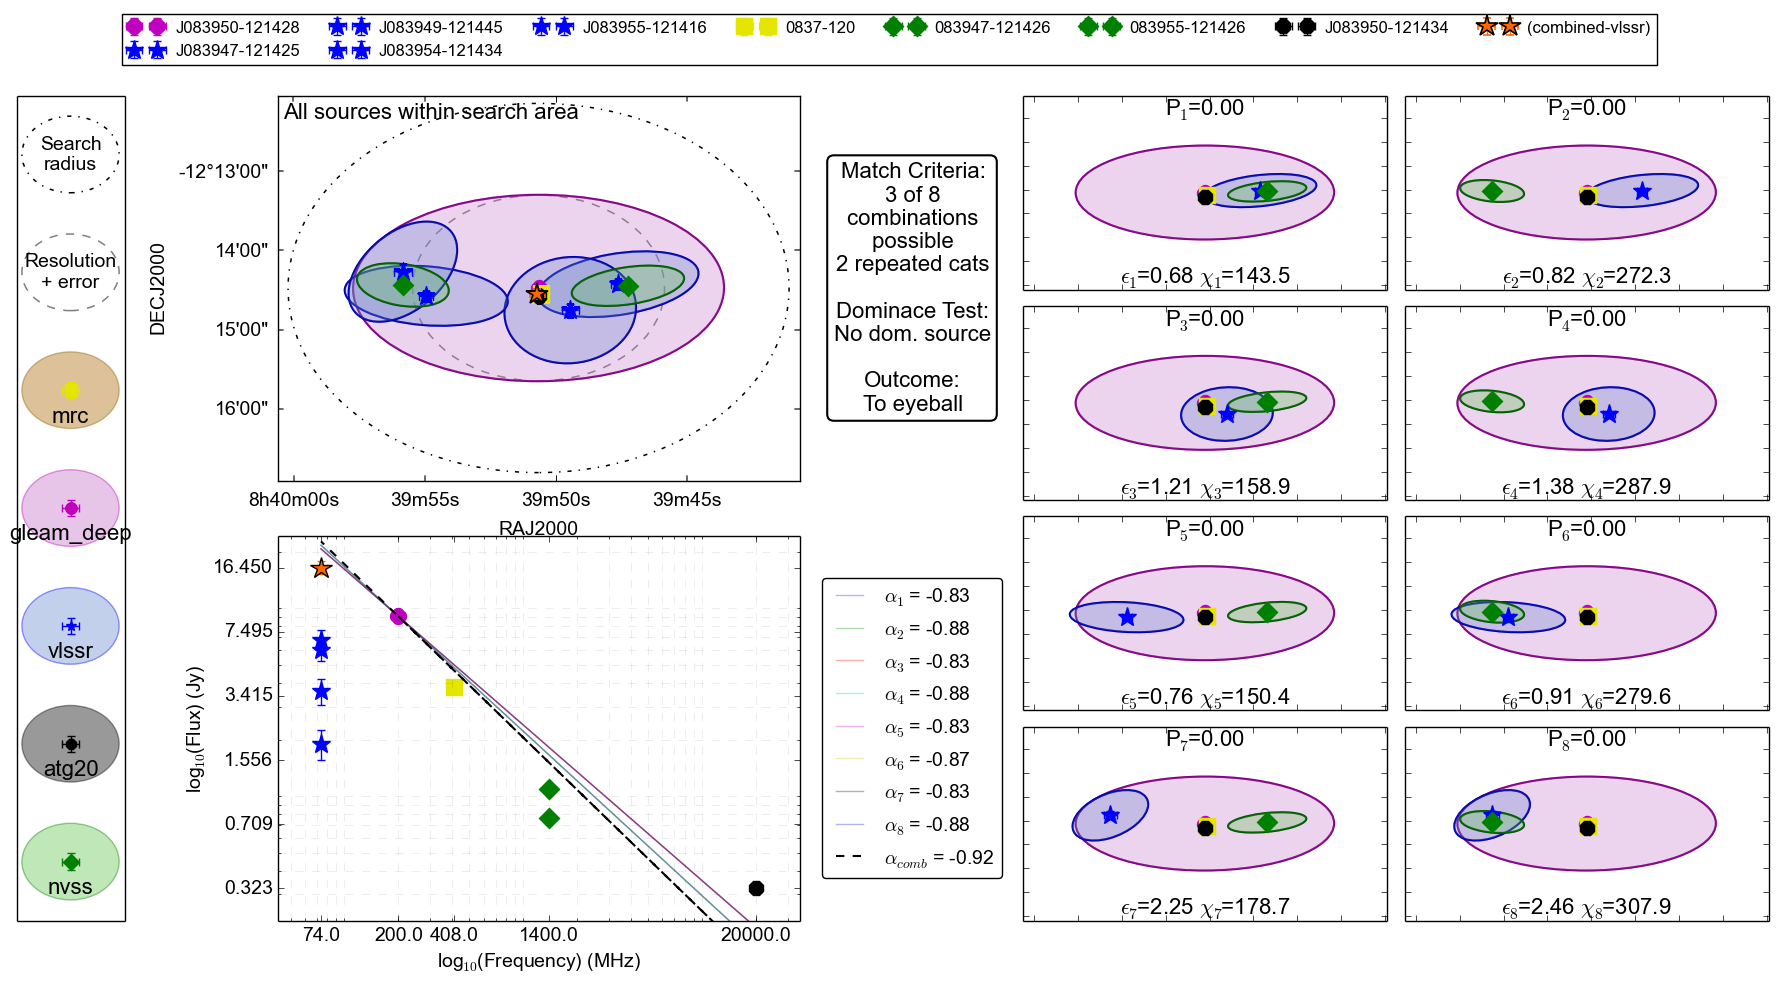 J083950-121428 J083949-121445 J083955-121416 0837-120 083947-121426 083955-121426 J083950-121434 (combined-vlssr)
J083947-121425 J083954-121434
Search
radius
Resolution
+ error
mrc
gleam_deep
vlssr
atg20
nvss
All sources within search area
DECJ2000
-12°13'00"
14'00"
15'00"
16'00"
8h40m00s 39m55s 39m50s 39m45s
RAJ2000
Match Criteria:
3 of 8
combinations
possible
2 repeated cats
Dominace Test:
No dom. source
Outcome:
To eyeball
log₁₀(Flux) (Jy)
16.450
7.495
3.415
1.556
0.709
0.323
74.0 200.0 408.0 1400.0 20000.0
log₁₀(Frequency) (MHz)
α₁ = -0.83
α₂ = -0.88
α₃ = -0.83
α₄ = -0.88
α₅ = -0.83
α₆ = -0.87
α₇ = -0.83
α₈ = -0.88
α_comb = -0.92
P₁=0.00
ϵ₁=0.68 χ₁=143.5
P₂=0.00
ϵ₂=0.82 χ₂=272.3
P₃=0.00
ϵ₃=1.21 χ₃=158.9
P₄=0.00
ϵ₄=1.38 χ₄=287.9
P₅=0.00
ϵ₅=0.76 χ₅=150.4
P₆=0.00
ϵ₆=0.91 χ₆=279.6
P₇=0.00
ϵ₇=2.25 χ₇=178.7
P₈=0.00
ϵ₈=2.46 χ₈=307.9